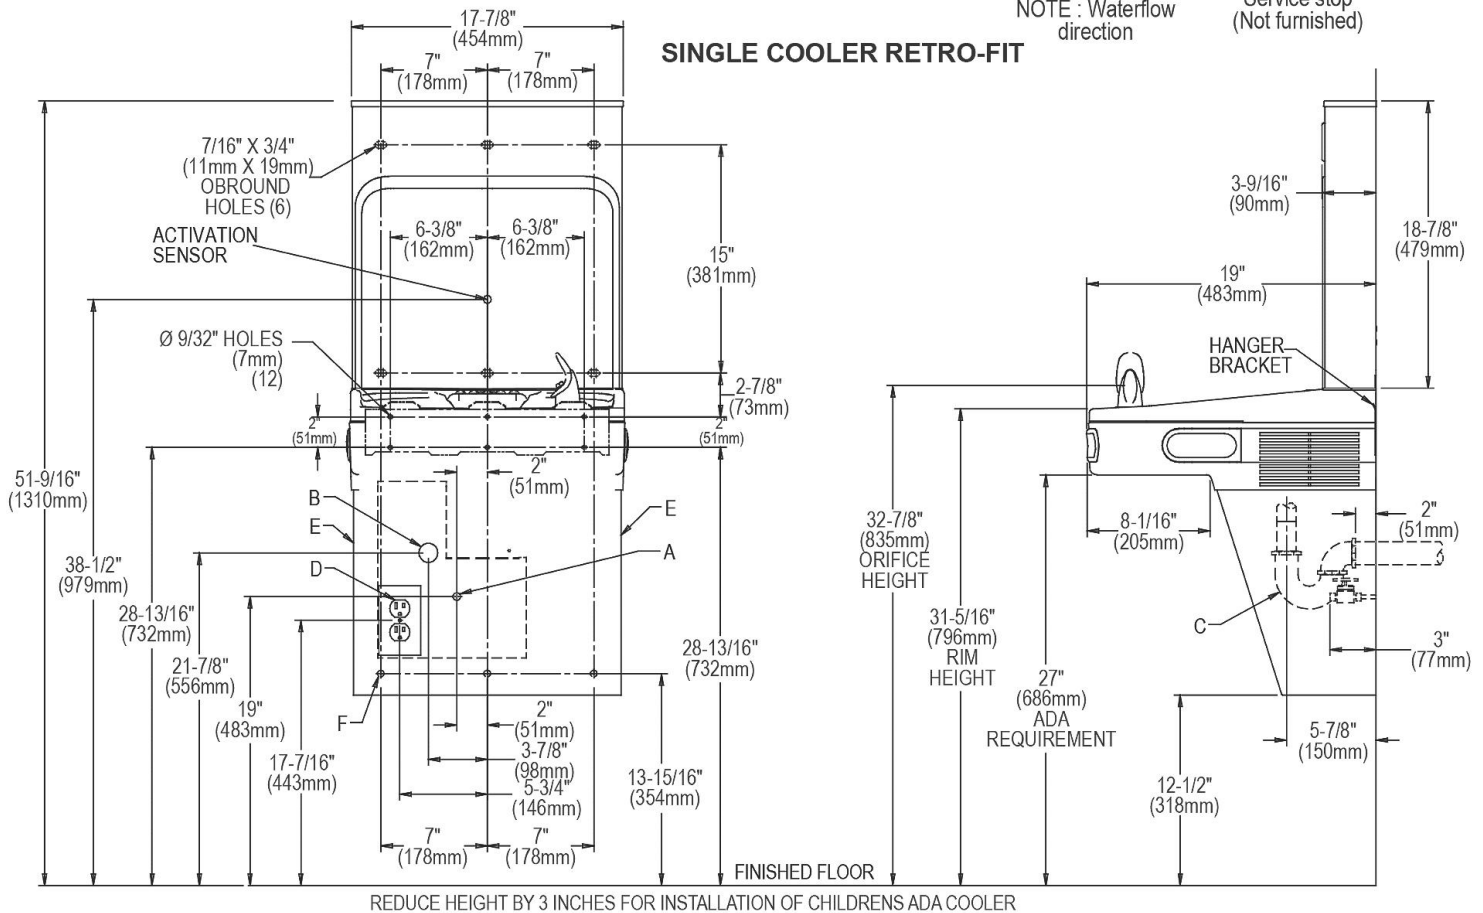 17-7/8"
(454mm)
NOTE : Waterflow
direction
Service stop
(Not furnished)
SINGLE COOLER RETRO-FIT
7"
(178mm)
7"
(178mm)
7/16" X 3/4"
(11mm X 19mm)
OBROUND
HOLES (6)
ACTIVATION
SENSOR
6-3/8"
(162mm)
6-3/8"
(162mm)
15"
(381mm)
Ø 9/32" HOLES
(7mm)
(12)
2-7/8"
(73mm)
2"
(51mm)
2"
(51mm)
2"
(51mm)
51-9/16"
(1310mm)
B
E
E
D
A
38-1/2"
(979mm)
28-13/16"
(732mm)
21-7/8"
(556mm)
19"
(483mm)
17-7/16"
(443mm)
F
28-13/16"
(732mm)
2"
(51mm)
3-7/8"
(98mm)
5-3/4"
(146mm)
13-15/16"
(354mm)
7"
(178mm)
7"
(178mm)
3-9/16"
(90mm)
18-7/8"
(479mm)
19"
(483mm)
HANGER
BRACKET
32-7/8"
(835mm)
ORIFICE
HEIGHT
8-1/16"
(205mm)
2"
(51mm)
31-5/16"
(796mm)
RIM
HEIGHT
C
3"
(77mm)
27"
(686mm)
ADA
REQUIREMENT
5-7/8"
(150mm)
12-1/2"
(318mm)
FINISHED FLOOR
REDUCE HEIGHT BY 3 INCHES FOR INSTALLATION OF CHILDRENS ADA COOLER